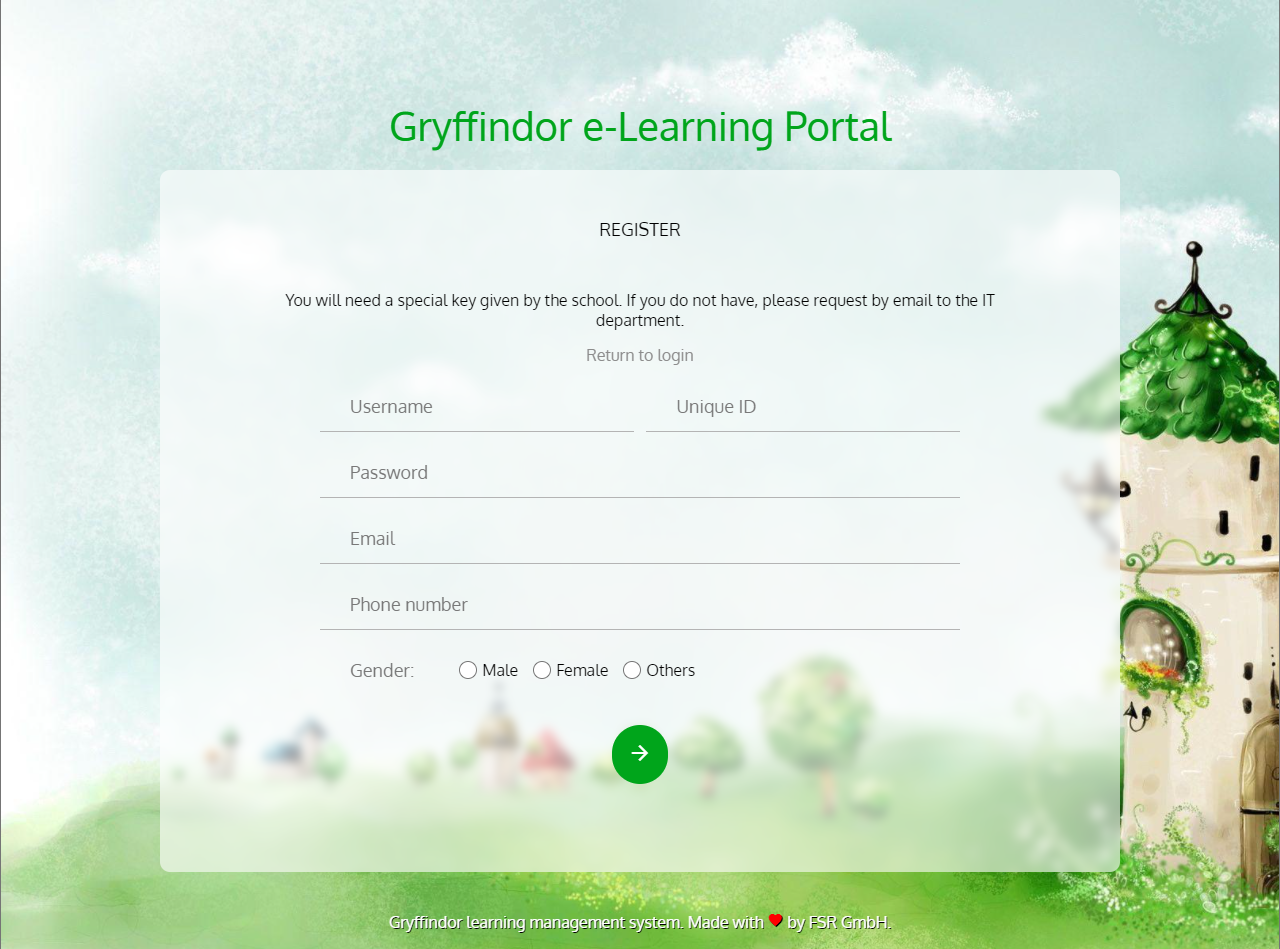 Gryffindor e-Learning Portal
REGISTER
You will need a special key given by the school. If you do not have, please request by email to the IT
department.
Return to login
Username Unique ID
Password
Email
Phone number
Gender: Male Female Others
Gryffindor learning management system. Made with ❤ by FSR GmbH.